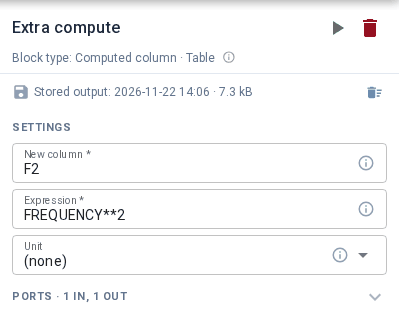 Extra compute
Block type: Computed column · Table
Stored output: 2026-11-22 14:06 · 7.3 kB
SETTINGS
New column *
F2
Expression *
FREQUENCY**2
Unit
(none)
PORTS · 1 IN, 1 OUT